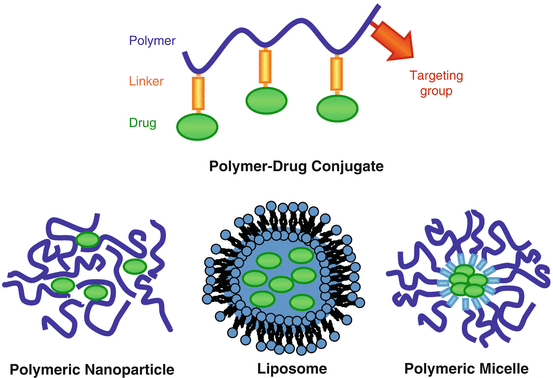 Polymer
Linker
Drug
Targeting
group
Polymer-Drug Conjugate
Polymeric Nanoparticle
Liposome
Polymeric Micelle